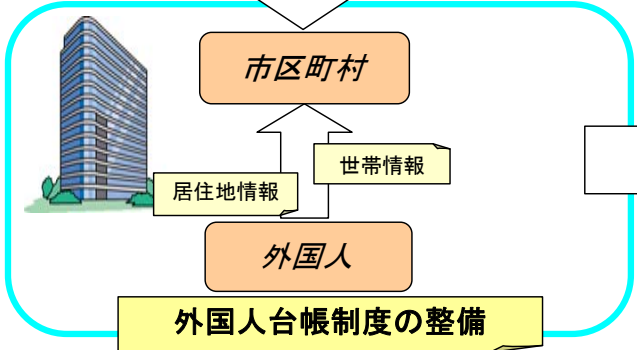 市区町村
世帯情報
居住地情報
外国人
外国人台帳制度の整備